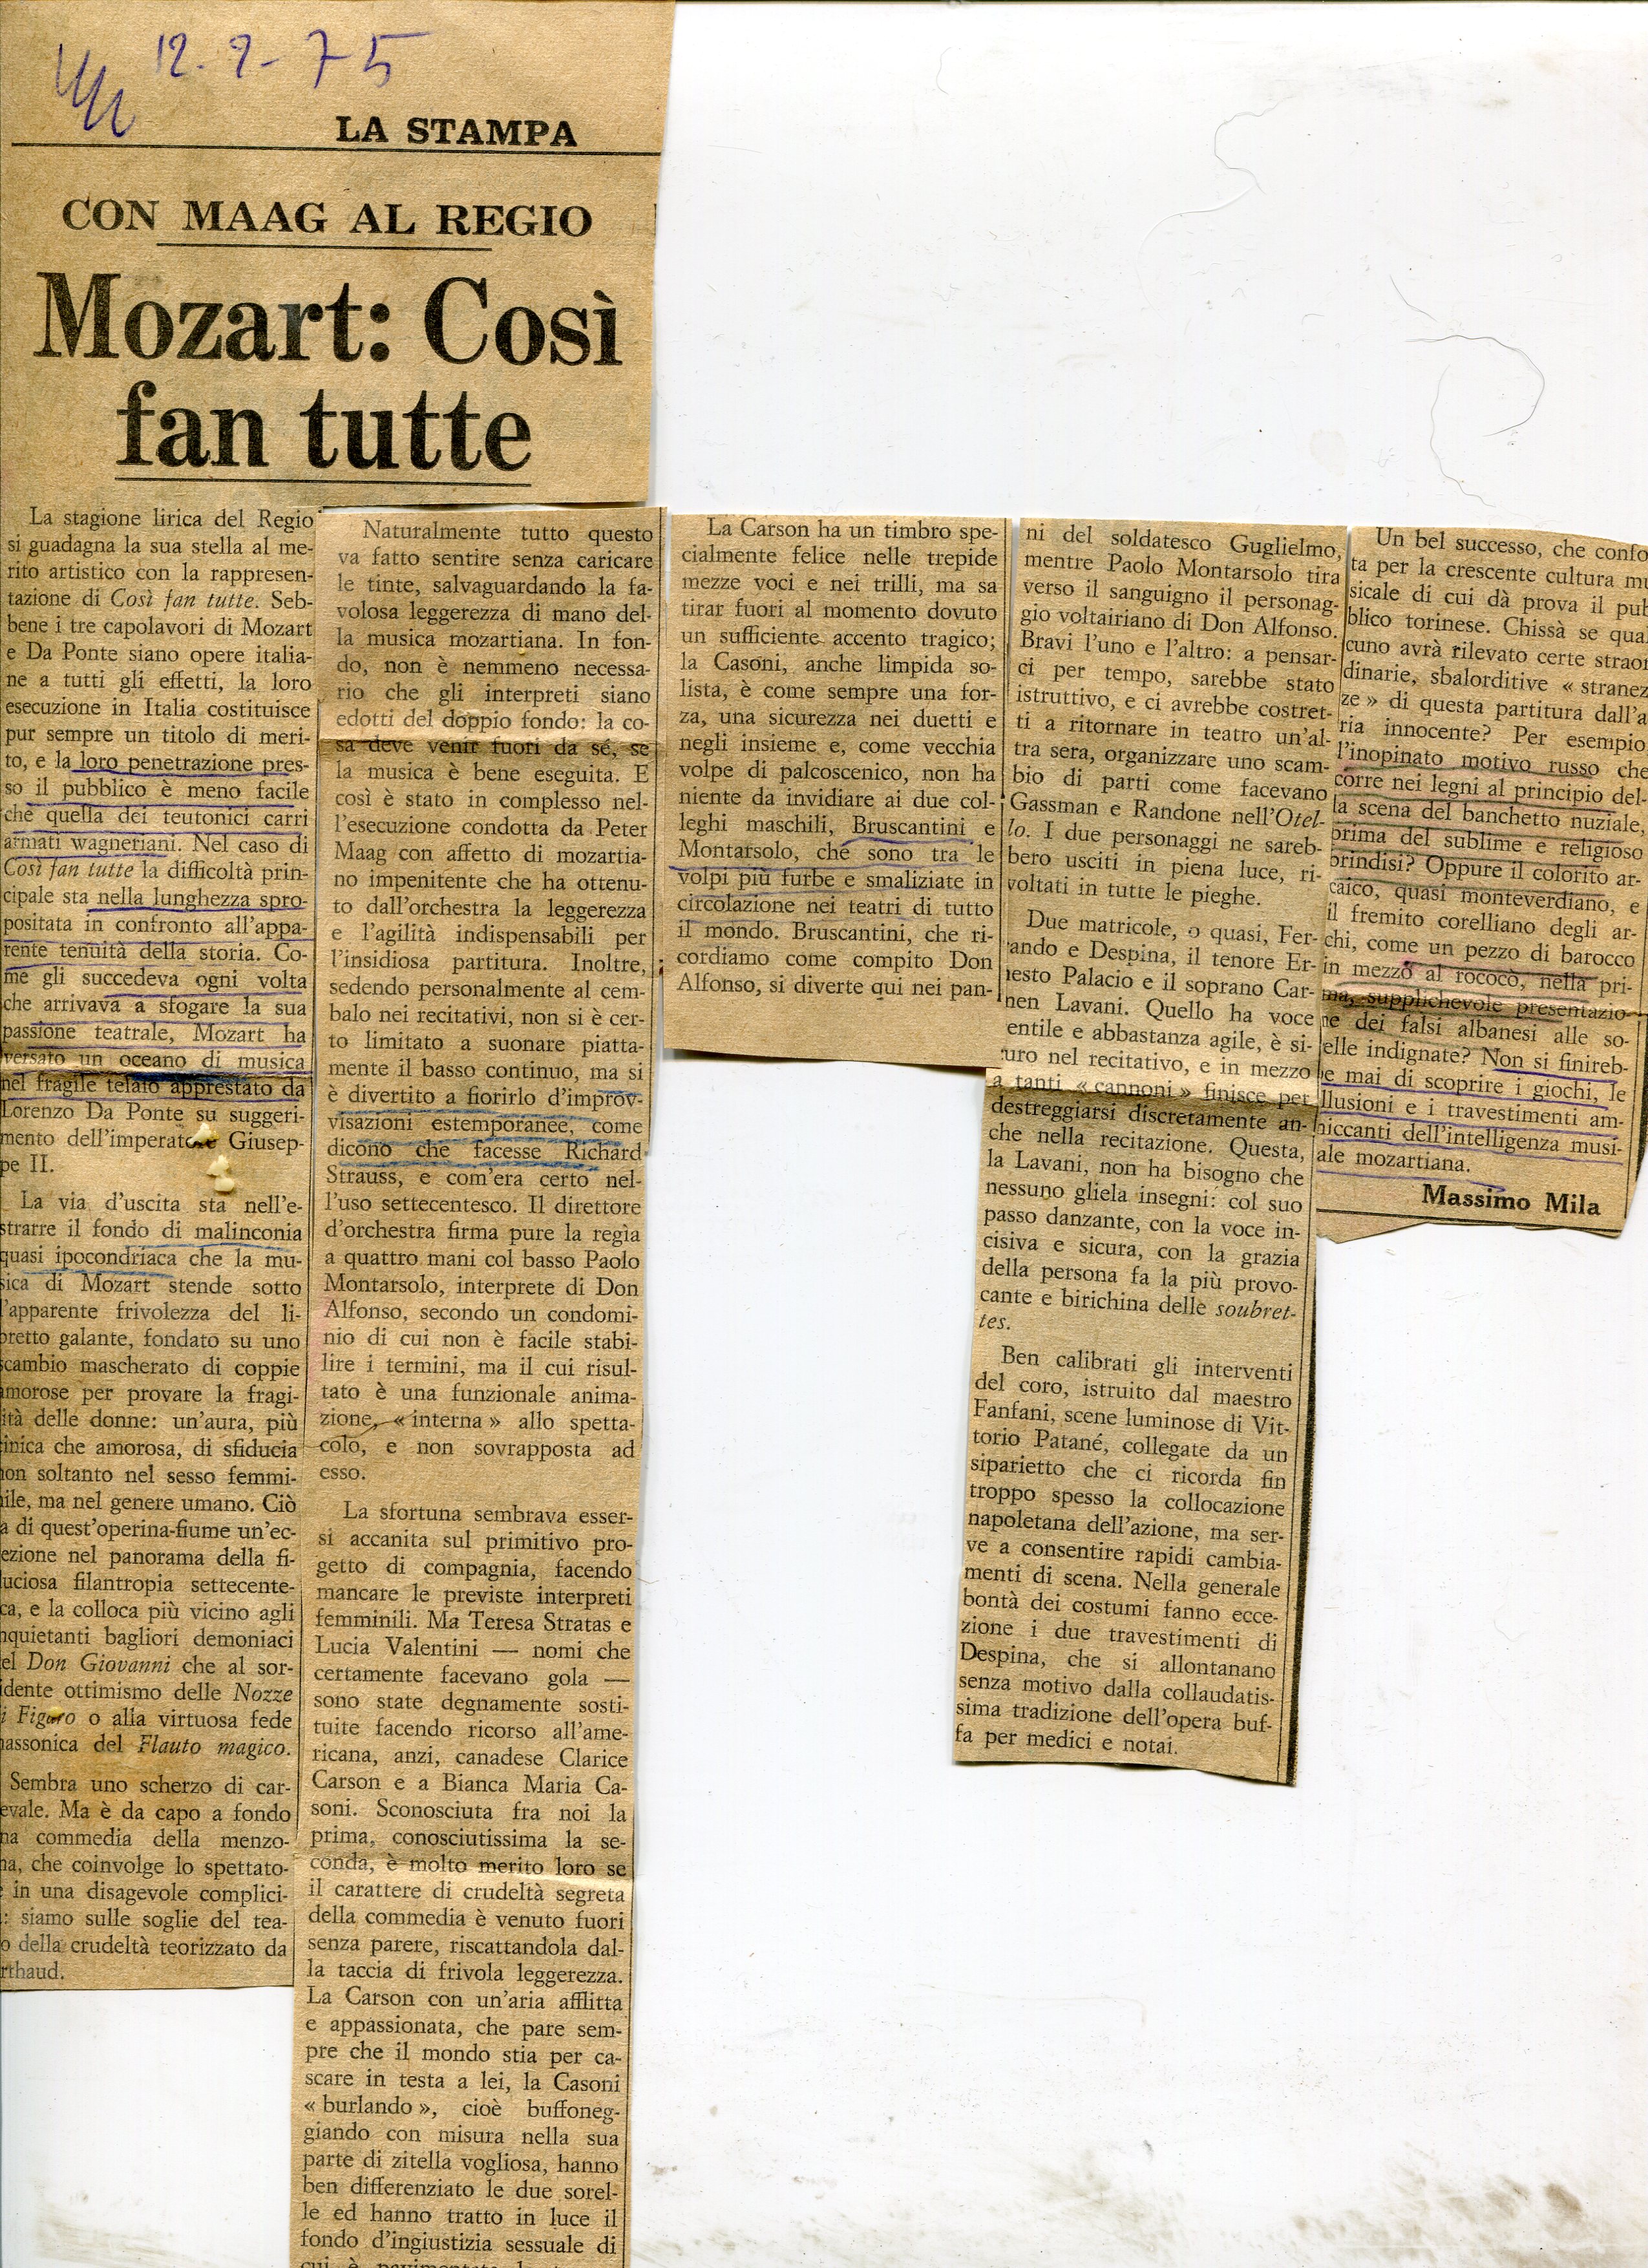 12-2-75
LA STAMPA
CON MAAG AL REGIO
Mozart: Così
fan tutte
La stagione lirica del Regio
si guadagna la sua stella al me-
rito artistico con la rappresen-
tazione di Così fan tutte. Seb-
bene i tre capolavori di Mozart
e Da Ponte siano opere italia-
ne a tutti gli effetti, la loro
esecuzione in Italia costituisce
pur sempre un titolo di meri-
to, e la loro penetrazione pres-
so il pubblico è meno facile
che quella dei teutonici carri
armati wagneriani. Nel caso di
Così fan tutte la difficoltà prin-
cipale sta nella lunghezza spro-
positata in confronto all'appa-
rente tenuità della storia. Co-
me gli succedeva ogni volta
che arrivava a sfogare la sua
passione teatrale, Mozart ha
versato un oceano di musica
nel fragile telaio apprestato da
Lorenzo Da Ponte su suggeri-
mento dell'imperatore Giusep-
pe II.
La via d'uscita sta nell'e-
strarre il fondo di malinconia
quasi ipocondriaca che la mu-
sica di Mozart stende sotto
l'apparente frivolezza del li-
bretto galante, fondato su uno
scambio mascherato di coppie
amorose per provare la fragi-
ità delle donne: un'aura, più
inica che amorosa, di sfiducia
non soltanto nel sesso femmi-
ile, ma nel genere umano. Ciò
a di quest'operina-fiume un'ec-
ezione nel panorama della fi-
uciosa filantropia settecente-
ca, e la colloca più vicino agli
nquietanti bagliori demoniaci
el Don Giovanni che al sor-
idente ottimismo delle Nozze
i Figaro o alla virtuosa fede
assonica del Flauto magico.
Sembra uno scherzo di car-
evale. Ma è da capo a fondo
na commedia della menzo-
na, che coinvolge lo spettato-
in una disagevole complici-
: siamo sulle soglie del tea-
o della crudeltà teorizzato da
rthaud.
Naturalmente tutto questo
va fatto sentire senza caricare
le tinte, salvaguardando la fa-
volosa leggerezza di mano del-
la musica mozartiana. In fon-
do, non è nemmeno necessa-
rio che gli interpreti siano
edotti del doppio fondo: la co-
sa deve venir fuori da sé, se
la musica è bene eseguita. E
così è stato in complesso nel-
l'esecuzione condotta da Peter
Maag con affetto di mozartia-
no impenitente che ha ottenu-
to dall'orchestra la leggerezza
e l'agilità indispensabili per
l'insidiosa partitura. Inoltre,
sedendo personalmente al cem-
balo nei recitativi, non si è cer-
to limitato a suonare piatta-
mente il basso continuo, ma si
è divertito a fiorirlo d'improv-
visazioni estemporanee, come
dicono che facesse Richard
Strauss, e com'era certo nel-
l'uso settecentesco. Il direttore
d'orchestra firma pure la regia
a quattro mani col basso Paolo
Montarsolo, interprete di Don
Alfonso, secondo un condomi-
nio di cui non è facile stabi-
lire i termini, ma il cui risul-
tato è una funzionale anima-
zione, « interna » allo spetta-
colo, e non sovrapposta ad
esso.
La sfortuna sembrava esser-
si accanita sul primitivo pro-
getto di compagnia, facendo
mancare le previste interpreti
femminili. Ma Teresa Stratas e
Lucia Valentini — nomi che
certamente facevano gola —
sono state degnamente sosti-
tuite facendo ricorso all'ame-
ricana, anzi, canadese Clarice
Carson e a Bianca Maria Ca-
soni. Sconosciuta fra noi la
prima, conosciutissima la se-
conda, è molto merito loro se
il carattere di crudeltà segreta
della commedia è venuto fuori
senza parere, riscattandola dal-
la taccia di frivola leggerezza.
La Carson con un'aria afflitta
e appassionata, che pare sem-
pre che il mondo stia per ca-
scare in testa a lei, la Casoni
« burlando », cioè buffoneg-
giando con misura nella sua
parte di zitella vogliosa, hanno
ben differenziato le due sorel-
le ed hanno tratto in luce il
fondo d'ingiustizia sessuale di
cui è pavimentata
La Carson ha un timbro spe-
cialmente felice nelle trepide
mezze voci e nei trilli, ma sa
tirar fuori al momento dovuto
un sufficiente accento tragico;
la Casoni, anche limpida so-
lista, è come sempre una for-
za, una sicurezza nei duetti e
negli insieme e, come vecchia
volpe di palcoscenico, non ha
niente da invidiare ai due col-
leghi maschili, Bruscantini e
Montarsolo, che sono tra le
volpi più furbe e smaliziate in
circolazione nei teatri di tutto
il mondo. Bruscantini, che ri-
cordiamo come compito Don
Alfonso, si diverte qui nei pan-
ni del soldatesco Guglielmo,
mentre Paolo Montarsolo tira
verso il sanguigno il personag-
gio voltairiano di Don Alfonso.
Bravi l'uno e l'altro: a pensar-
ci per tempo, sarebbe stato
istruttivo, e ci avrebbe costret-
ti a ritornare in teatro un'al-
tra sera, organizzare uno scam-
bio di parti come facevano
Gassman e Randone nell'Otel-
lo. I due personaggi ne sareb-
bero usciti in piena luce, ri-
voltati in tutte le pieghe.
Due matricole, o quasi, Fer-
rando e Despina, il tenore Er-
nesto Palacio e il soprano Car-
men Lavani. Quello ha voce
entile e abbastanza agile, è si-
uro nel recitativo, e in mezzo
a tanti « cannoni » finisce per
destreggiarsi discretamente an-
che nella recitazione. Questa,
la Lavani, non ha bisogno che
nessuno gliela insegni: col suo
passo danzante, con la voce in-
cisiva e sicura, con la grazia
della persona fa la più provo-
cante e birichina delle soubret-
tes.
Ben calibrati gli interventi
del coro, istruito dal maestro
Fanfani, scene luminose di Vit-
torio Patané, collegate da un
siparietto che ci ricorda fin
troppo spesso la collocazione
napoletana dell'azione, ma ser-
ve a consentire rapidi cambia-
menti di scena. Nella generale
bontà dei costumi fanno ecce-
zione i due travestimenti di
Despina, che si allontanano
senza motivo dalla collaudatis-
sima tradizione dell'opera buf-
fa per medici e notai.
Un bel successo, che confo
ta per la crescente cultura mu
sicale di cui dà prova il pub
blico torinese. Chissà se qual
cuno avrà rilevato certe straor
dinarie, sbalorditive « stranez
ze » di questa partitura dall'a
ria innocente? Per esempio
l'inopinato motivo russo che
corre nei legni al principio del-
la scena del banchetto nuziale,
prima del sublime e religioso
brindisi? Oppure il colorito ar-
caico, quasi monteverdiano, e
il fremito corelliano degli ar-
chi, come un pezzo di barocco
in mezzo al rococò, nella pri-
ma, supplichevole presentazio-
ne dei falsi albanesi alle so-
elle indignate? Non si finireb-
be mai di scoprire i giochi, le
illusioni e i travestimenti am-
miccanti dell'intelligenza musi-
ale mozartiana.
Massimo Mila